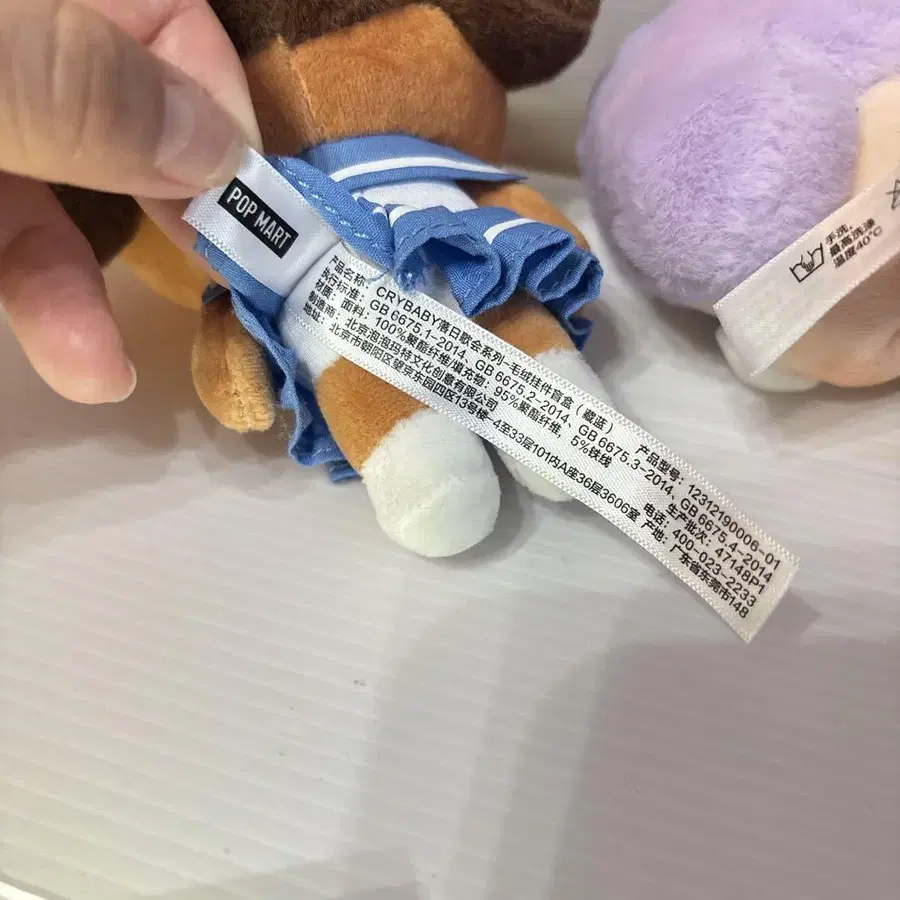 POP MART
产品名称: CRYBABY落日歌会系列-毛绒挂件盲盒 (藏蓝) 产品型号: 12312190006-01
执行标准: GB 6675.1-2014、GB 6675.2-2014、GB 6675.3-2014、GB 6675.4-2014
材质: 面料: 100%聚酯纤维/填充物: 95%聚酯纤维, 5%铁线 生产批次: 47148P1
制造商: 北京泡泡玛特文化创意有限公司 电话: 400-023-2233
地址: 北京市朝阳区望京东园四区13号楼-4至33层101内A座36层3606室 产地: 广东省东莞市148
手洗,
最高洗涤
温度40℃